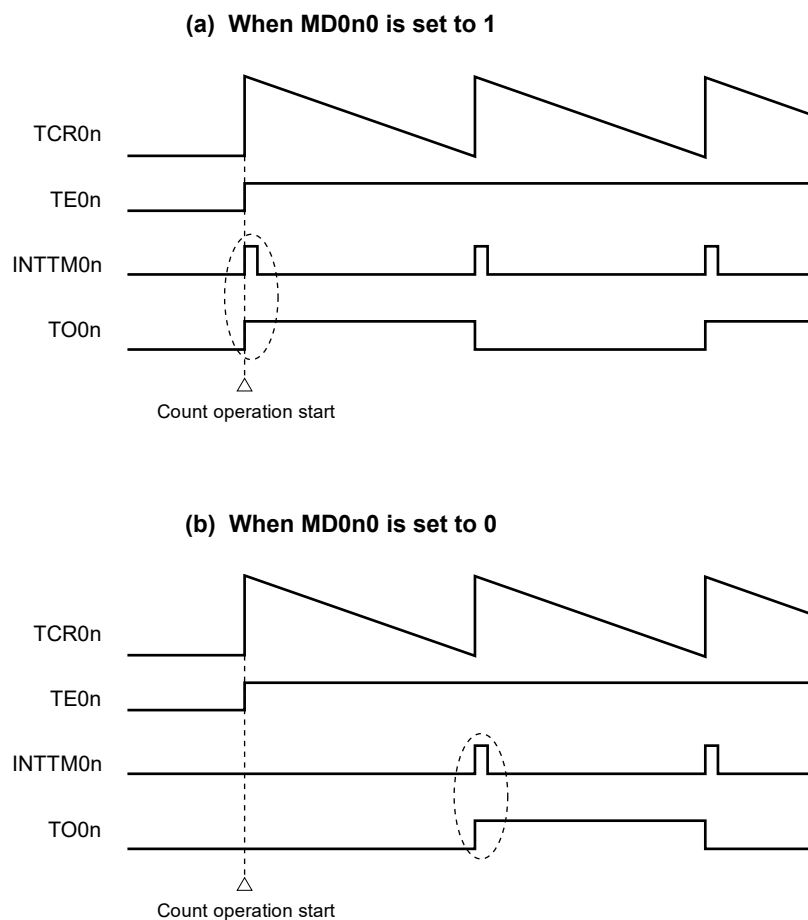 (a) When MD0n0 is set to 1
TCR0n
TE0n
INTTM0n
TO0n
Count operation start
(b) When MD0n0 is set to 0
TCR0n
TE0n
INTTM0n
TO0n
Count operation start